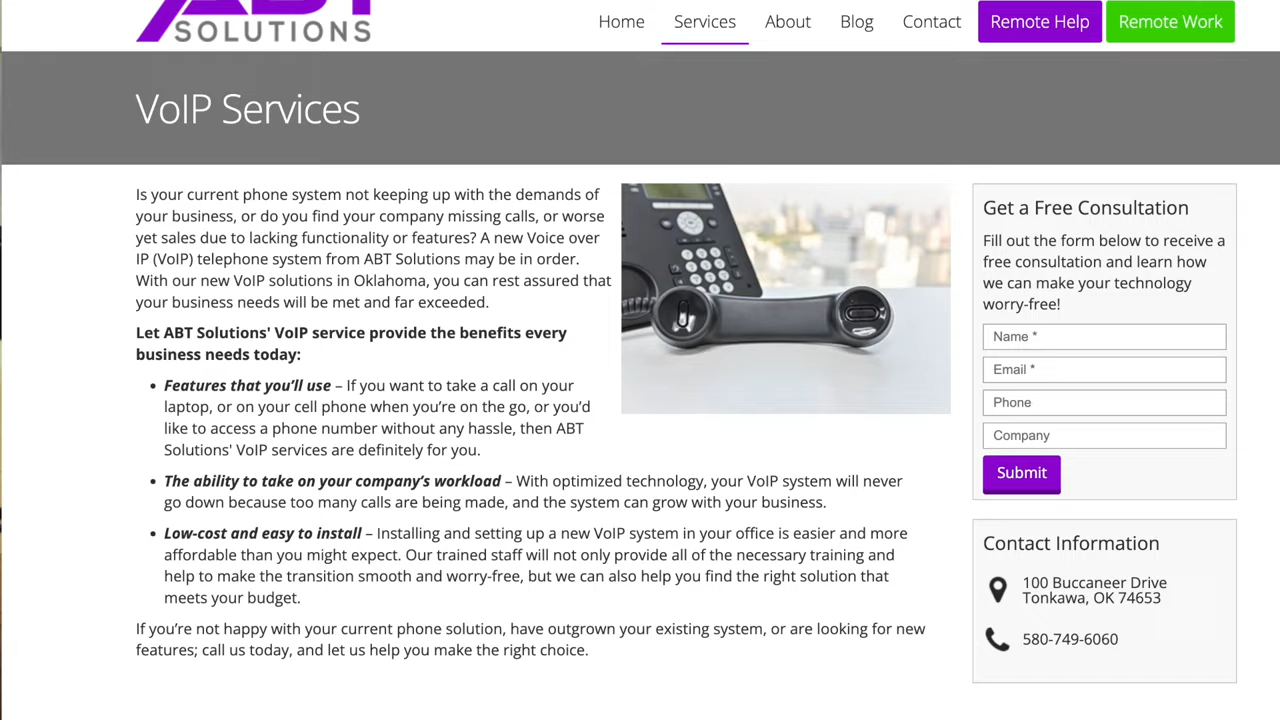 ABT
SOLUTIONS
Home Services About Blog Contact Remote Help Remote Work
VoIP Services
Is your current phone system not keeping up with the demands of
your business, or do you find your company missing calls, or worse
yet sales due to lacking functionality or features? A new Voice over
IP (VoIP) telephone system from ABT Solutions may be in order.
With our new VoIP solutions in Oklahoma, you can rest assured that
your business needs will be met and far exceeded.
Let ABT Solutions' VoIP service provide the benefits every
business needs today:
• Features that you’ll use – If you want to take a call on your
laptop, or on your cell phone when you’re on the go, or you’d
like to access a phone number without any hassle, then ABT
Solutions' VoIP services are definitely for you.
• The ability to take on your company’s workload – With optimized technology, your VoIP system will never
go down because too many calls are being made, and the system can grow with your business.
• Low-cost and easy to install – Installing and setting up a new VoIP system in your office is easier and more
affordable than you might expect. Our trained staff will not only provide all of the necessary training and
help to make the transition smooth and worry-free, but we can also help you find the right solution that
meets your budget.
If you’re not happy with your current phone solution, have outgrown your existing system, or are looking for new
features; call us today, and let us help you make the right choice.
Get a Free Consultation
Fill out the form below to receive a
free consultation and learn how
we can make your technology
worry-free!
Name *
Email *
Phone
Company
Submit
Contact Information
100 Buccaneer Drive
Tonkawa, OK 74653
580-749-6060